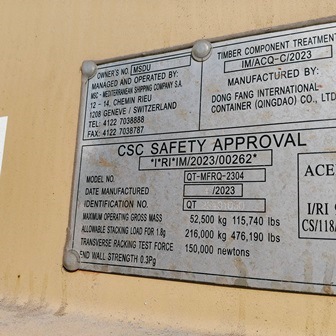 OWNER'S NO. MSDU
MANAGED AND OPERATED BY:
MSC - MEDITERRANEAN SHIPPING COMPANY S.A
12 - 14, CHEMIN RIEU
1208 GENEVE / SWITZERLAND
TEL: 4122 7038888
FAX: 4122 7038787
TIMBER COMPONENT TREATMENT
IM/ACQ-C/2023
MANUFACTURED BY:
DONG FANG INTERNATIONAL
CONTAINER (QINGDAO) CO., LTD
CSC SAFETY APPROVAL
*I*RI*IM/2023/00262*
MODEL NO. QT-MFRQ-2304
DATE MANUFACTURED /2023
IDENTIFICATION NO. QT
MAXIMUM OPERATING GROSS MASS 52,500 kg 115,740 lbs
ALLOWABLE STACKING LOAD FOR 1.8g 216,000 kg 476,190 lbs
TRANSVERSE RACKING TEST FORCE 150,000 newtons
END WALL STRENGTH 0.3Pg
ACE
I/RI
CS/118/